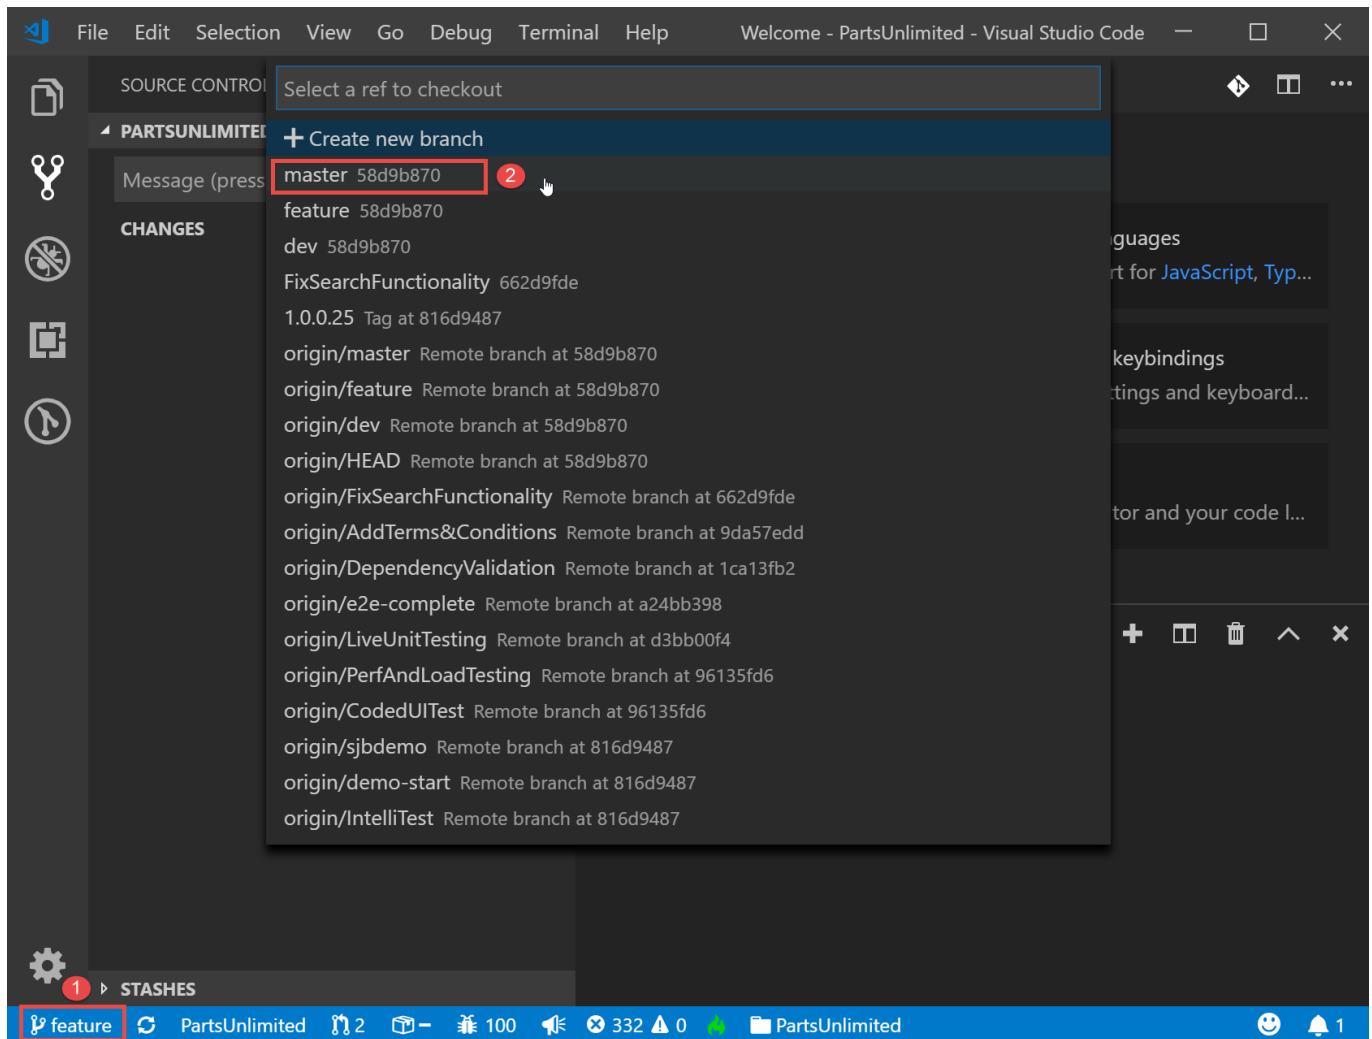 File Edit Selection View Go Debug Terminal Help Welcome - PartsUnlimited - Visual Studio Code
SOURCE CONTROL
Select a ref to checkout
PARTSUNLIMITED
Create new branch
Message (press
master 58d9b870
2
CHANGES
feature 58d9b870
dev 58d9b870
FixSearchFunctionality 662d9fde
1.0.0.25 Tag at 816d9487
origin/master Remote branch at 58d9b870
origin/feature Remote branch at 58d9b870
origin/dev Remote branch at 58d9b870
origin/HEAD Remote branch at 58d9b870
origin/FixSearchFunctionality Remote branch at 662d9fde
origin/AddTerms&Conditions Remote branch at 9da57edd
origin/DependencyValidation Remote branch at 1ca13fb2
origin/e2e-complete Remote branch at a24bb398
origin/LiveUnitTesting Remote branch at d3bb00f4
origin/PerfAndLoadTesting Remote branch at 96135fd6
origin/CodedUITest Remote branch at 96135fd6
origin/sjbdemo Remote branch at 816d9487
origin/demo-start Remote branch at 816d9487
origin/IntelliTest Remote branch at 816d9487
guages
rt for JavaScript, Typ...
keybindings
tings and keyboard...
tor and your code l...
1
STASHES
feature PartsUnlimited 2 100 332 0 PartsUnlimited 1